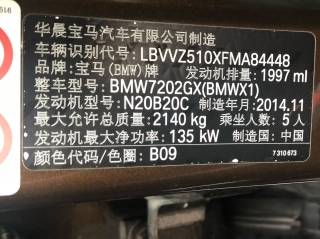 华晨宝马汽车有限公司制造
车辆识别代号: LBVVZ510XFMA84448
品牌: 宝马(BMW)牌 发动机排量: 1997 ml
整车型号: BMW7202GX(BMWX1)
发动机型号: N20B20C 制造年月: 2014.11
最大允许总质量: 2140 kg 乘坐人数: 5人
发动机最大净功率: 135 kW 制造国: 中国
颜色代码/色圈: B09
7 310 673